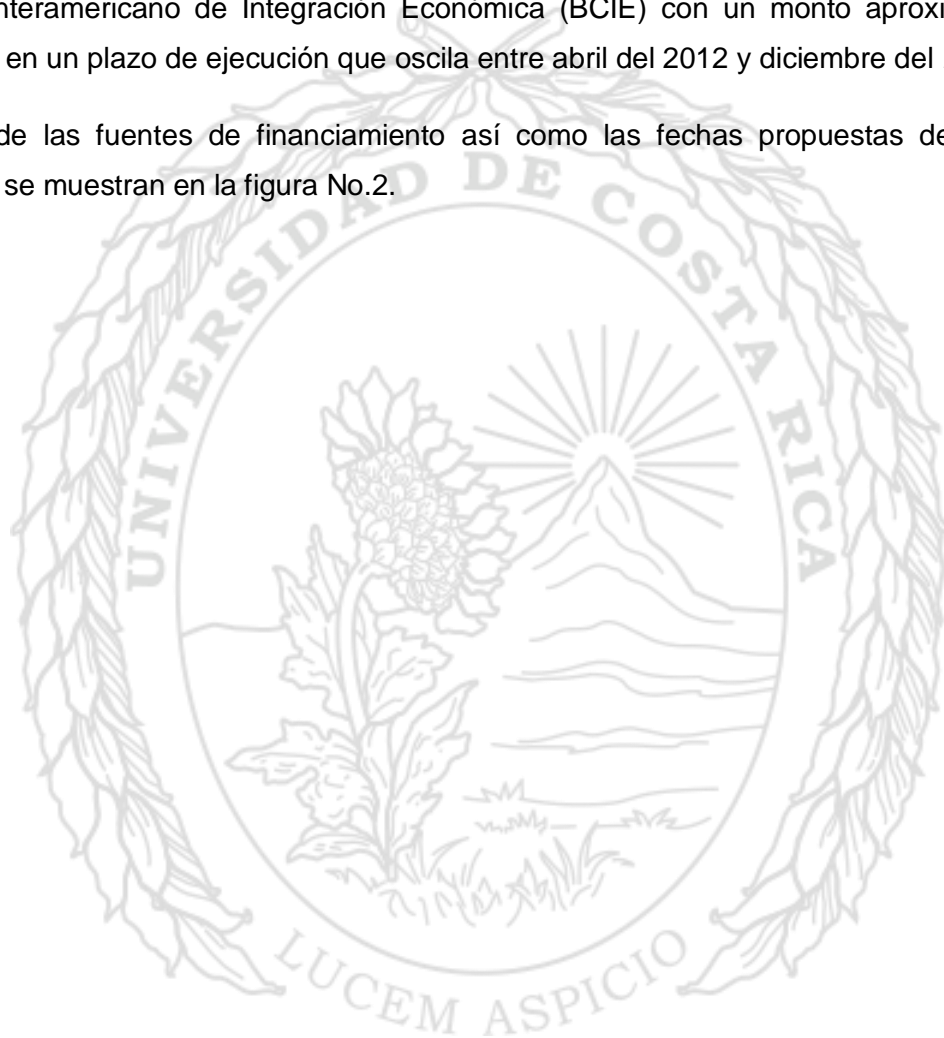 nteramericano de Integración Económica (BCIE) con un monto aprox
en un plazo de ejecución que oscila entre abril del 2012 y diciembre del
de las fuentes de financiamiento así como las fechas propuestas de
se muestran en la figura No.2.
UNIVERSIDAD DE COSTA RICA
LUCEM ASPICIO